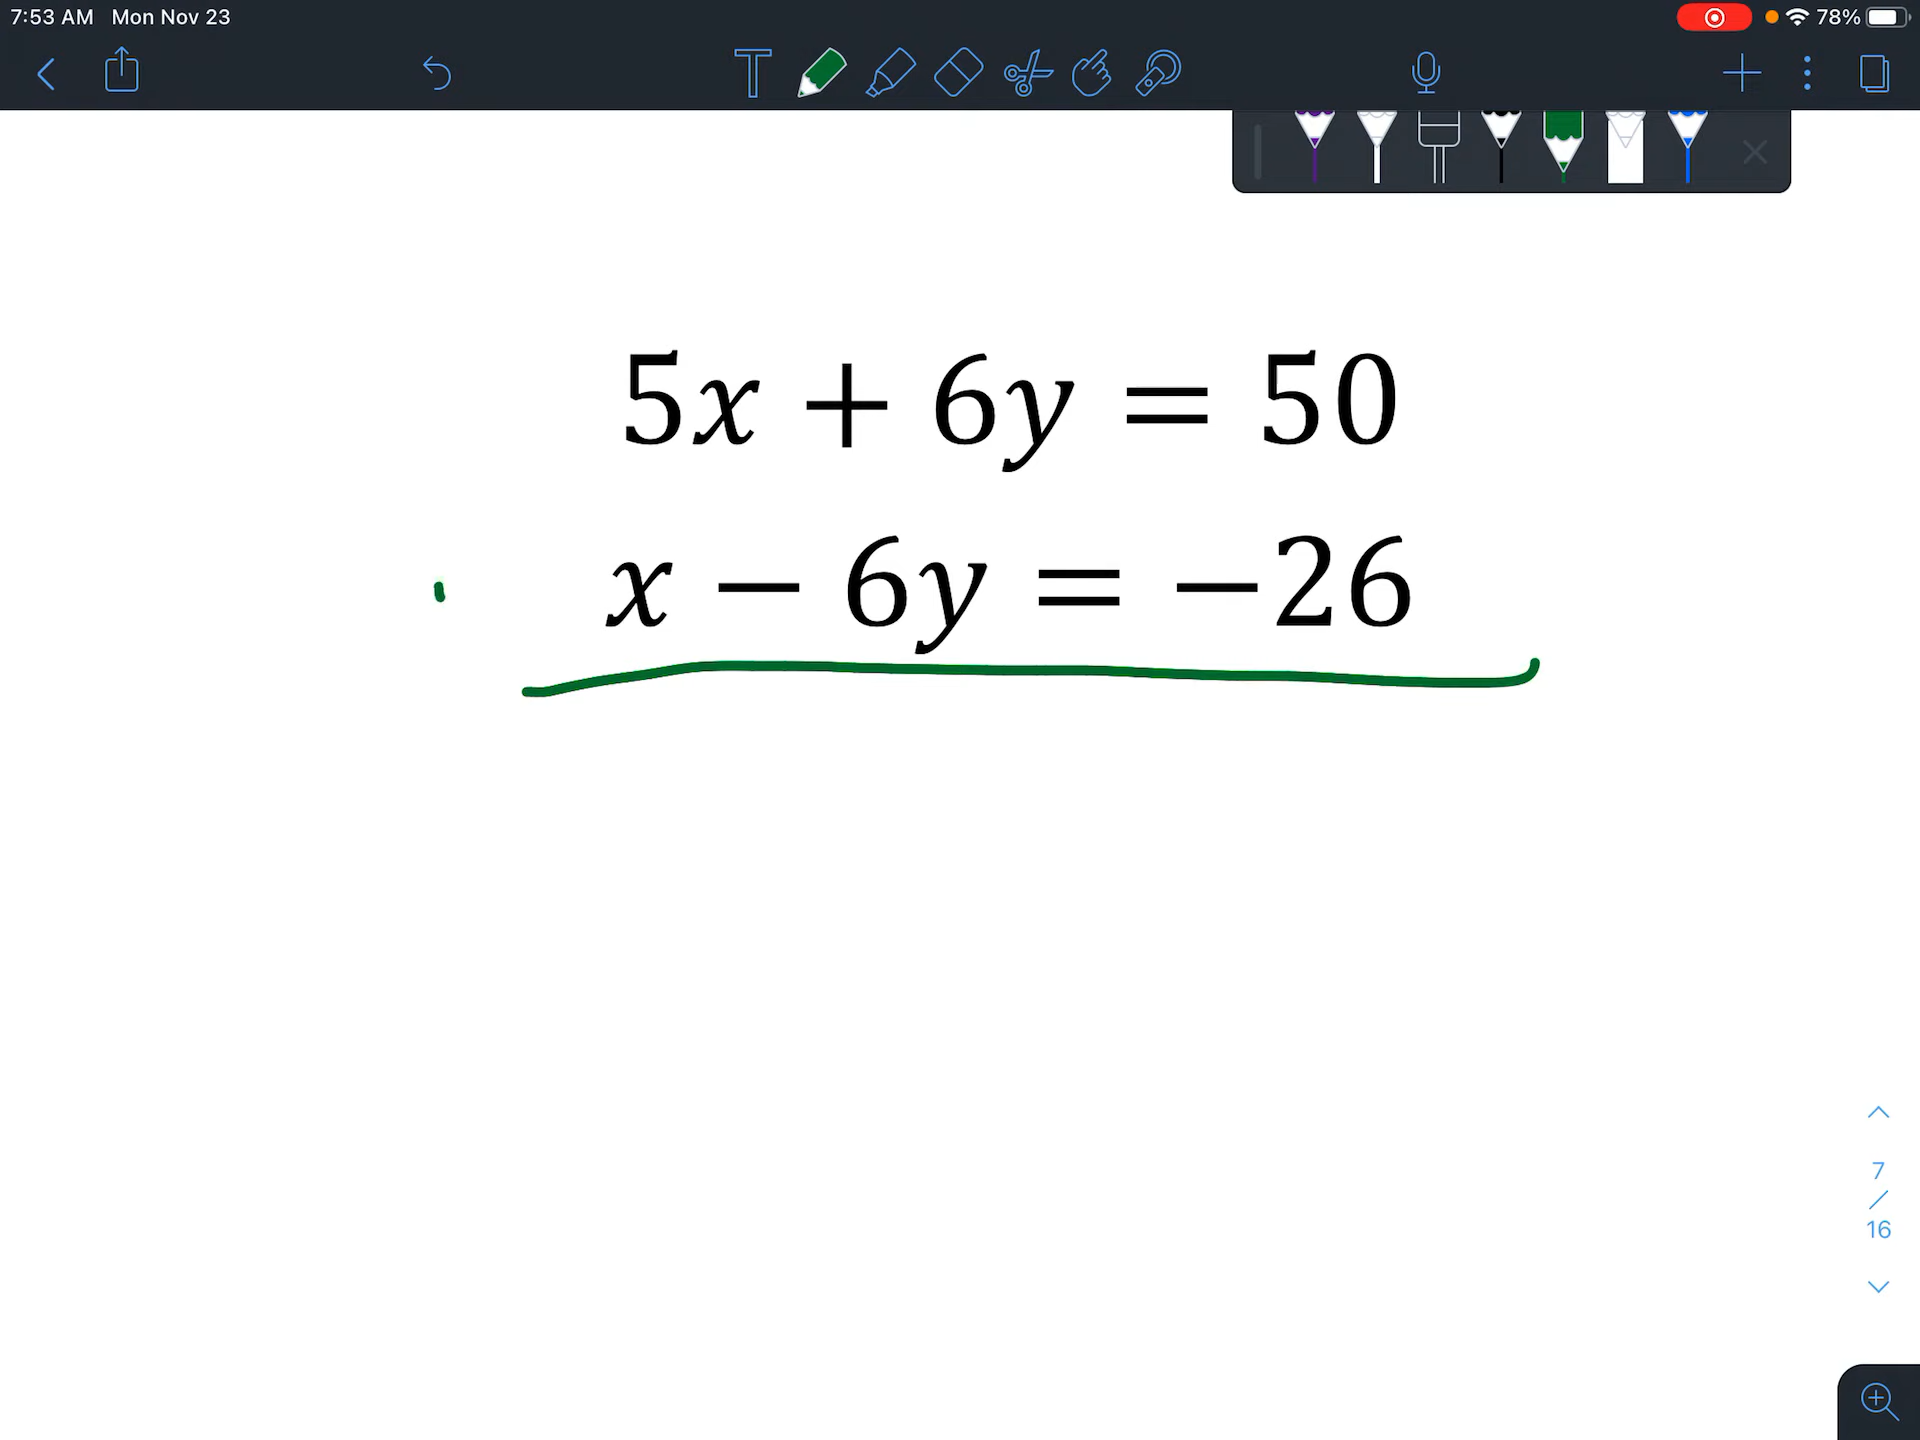 7:53 AM Mon Nov 23
78%
T
5x + 6y = 50
x − 6y = −26
7
/
16